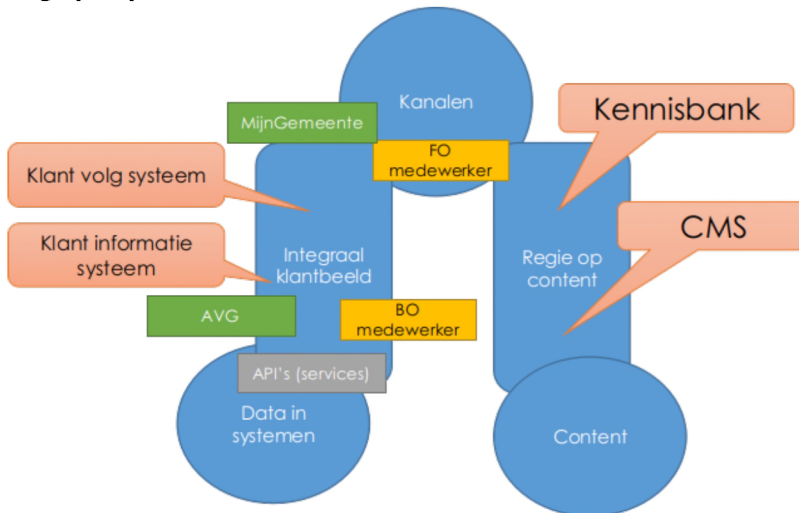 Kanalen
MijnGemeente
Kennisbank
FO
medewerker
Klant volg systeem
CMS
Klant informatie
systeem
Integraal
klantbeeld
Regie op
content
AVG
BO
medewerker
API's (services)
Data in
systemen
Content